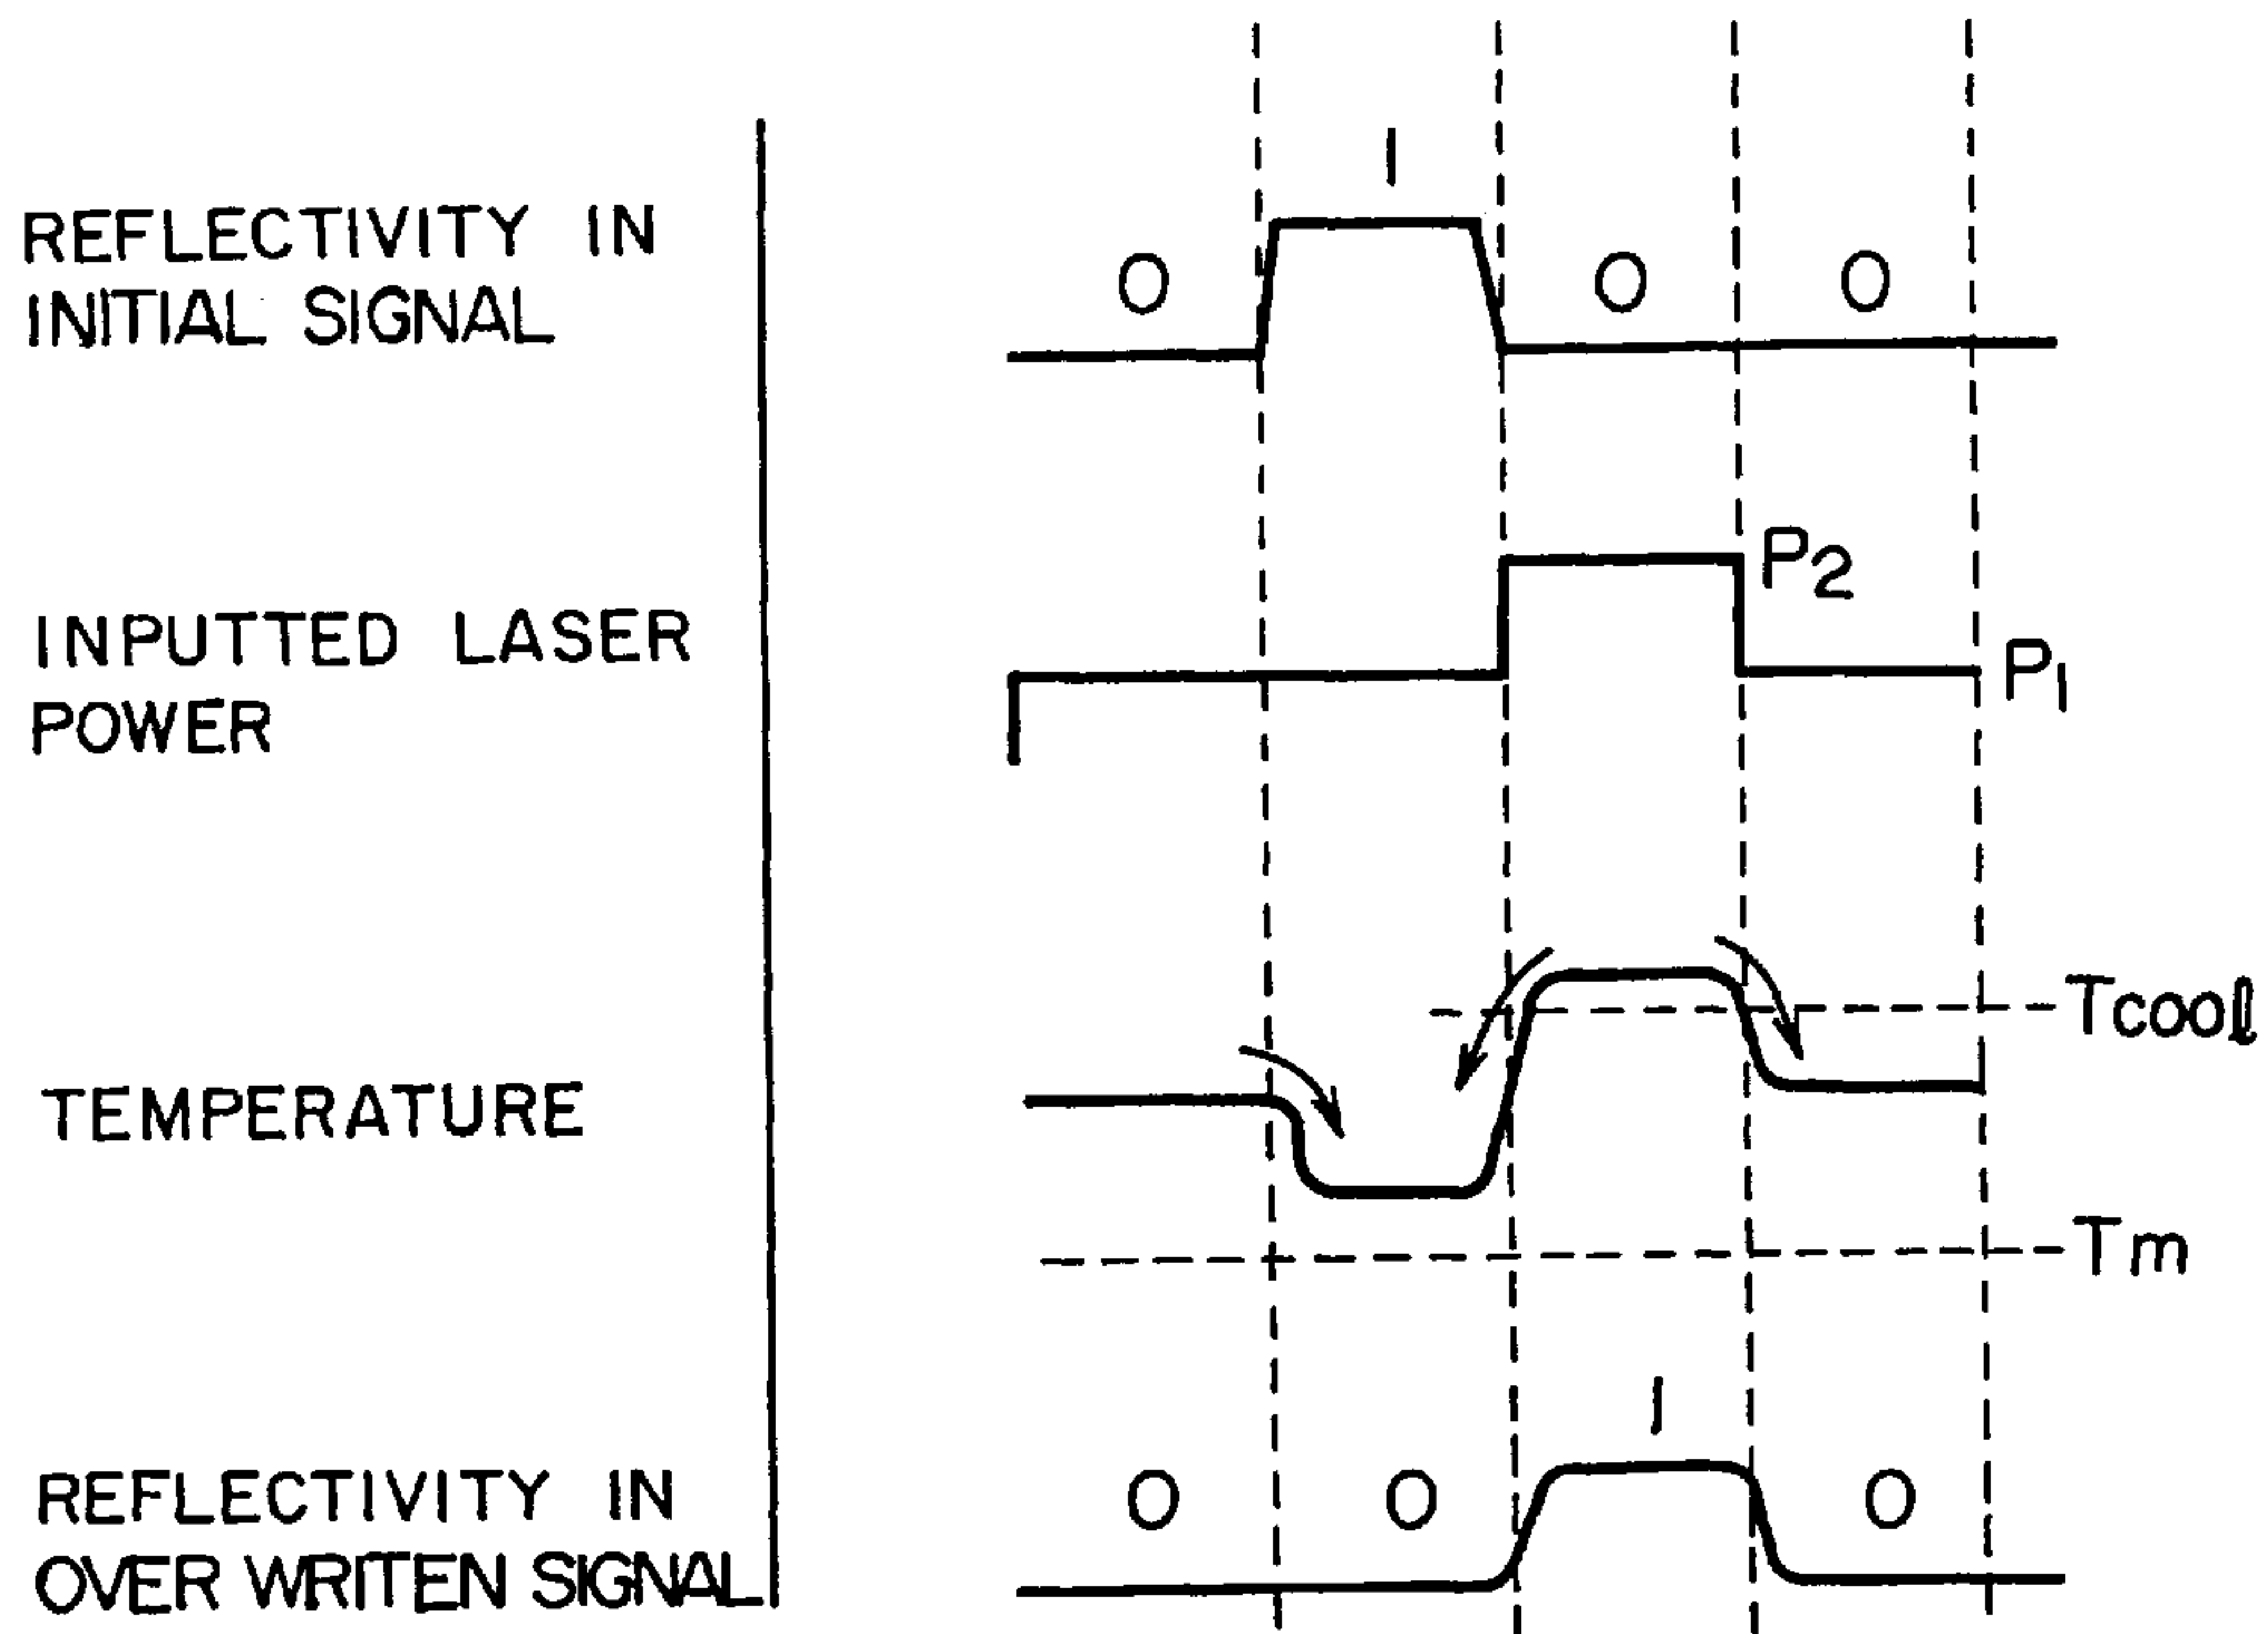 REFLECTIVITY IN
INITIAL SIGNAL
0 1 0 0
INPUTTED LASER
POWER
P2
P1
TEMPERATURE
Tcool
Tm
REFLECTIVITY IN
OVER WRITEN SIGNAL
0 0 1 0